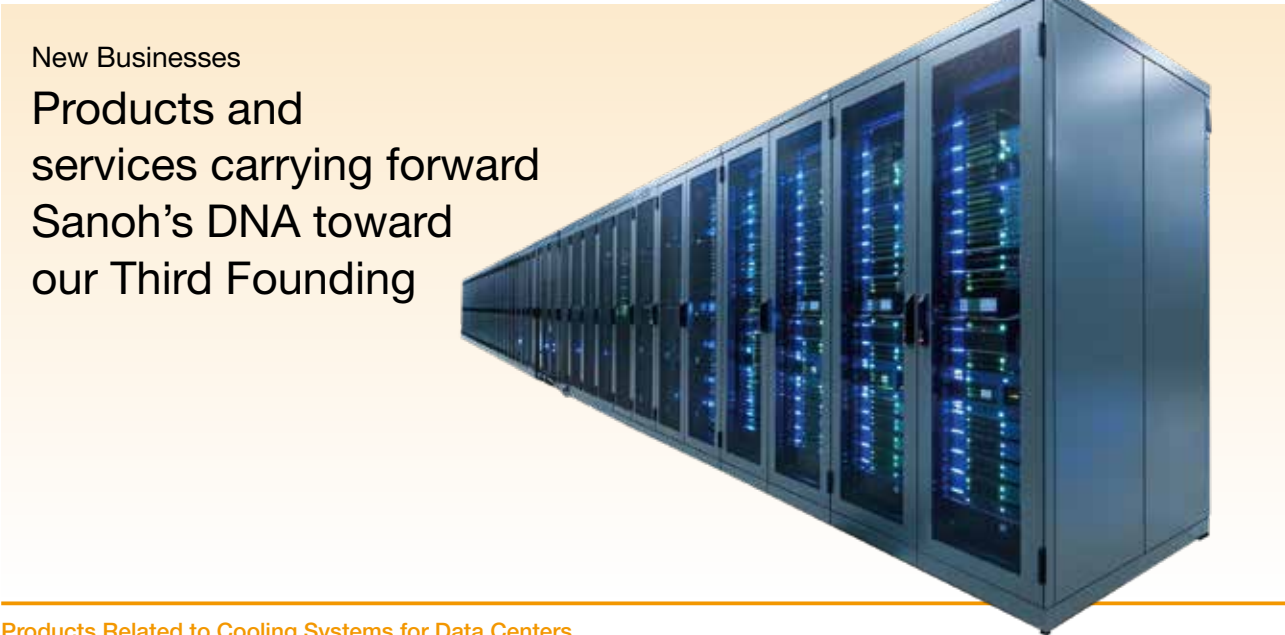 New Businesses
Products and
services carrying forward
Sanoh’s DNA toward
our Third Founding
Products Related to Cooling Systems for Data Centers